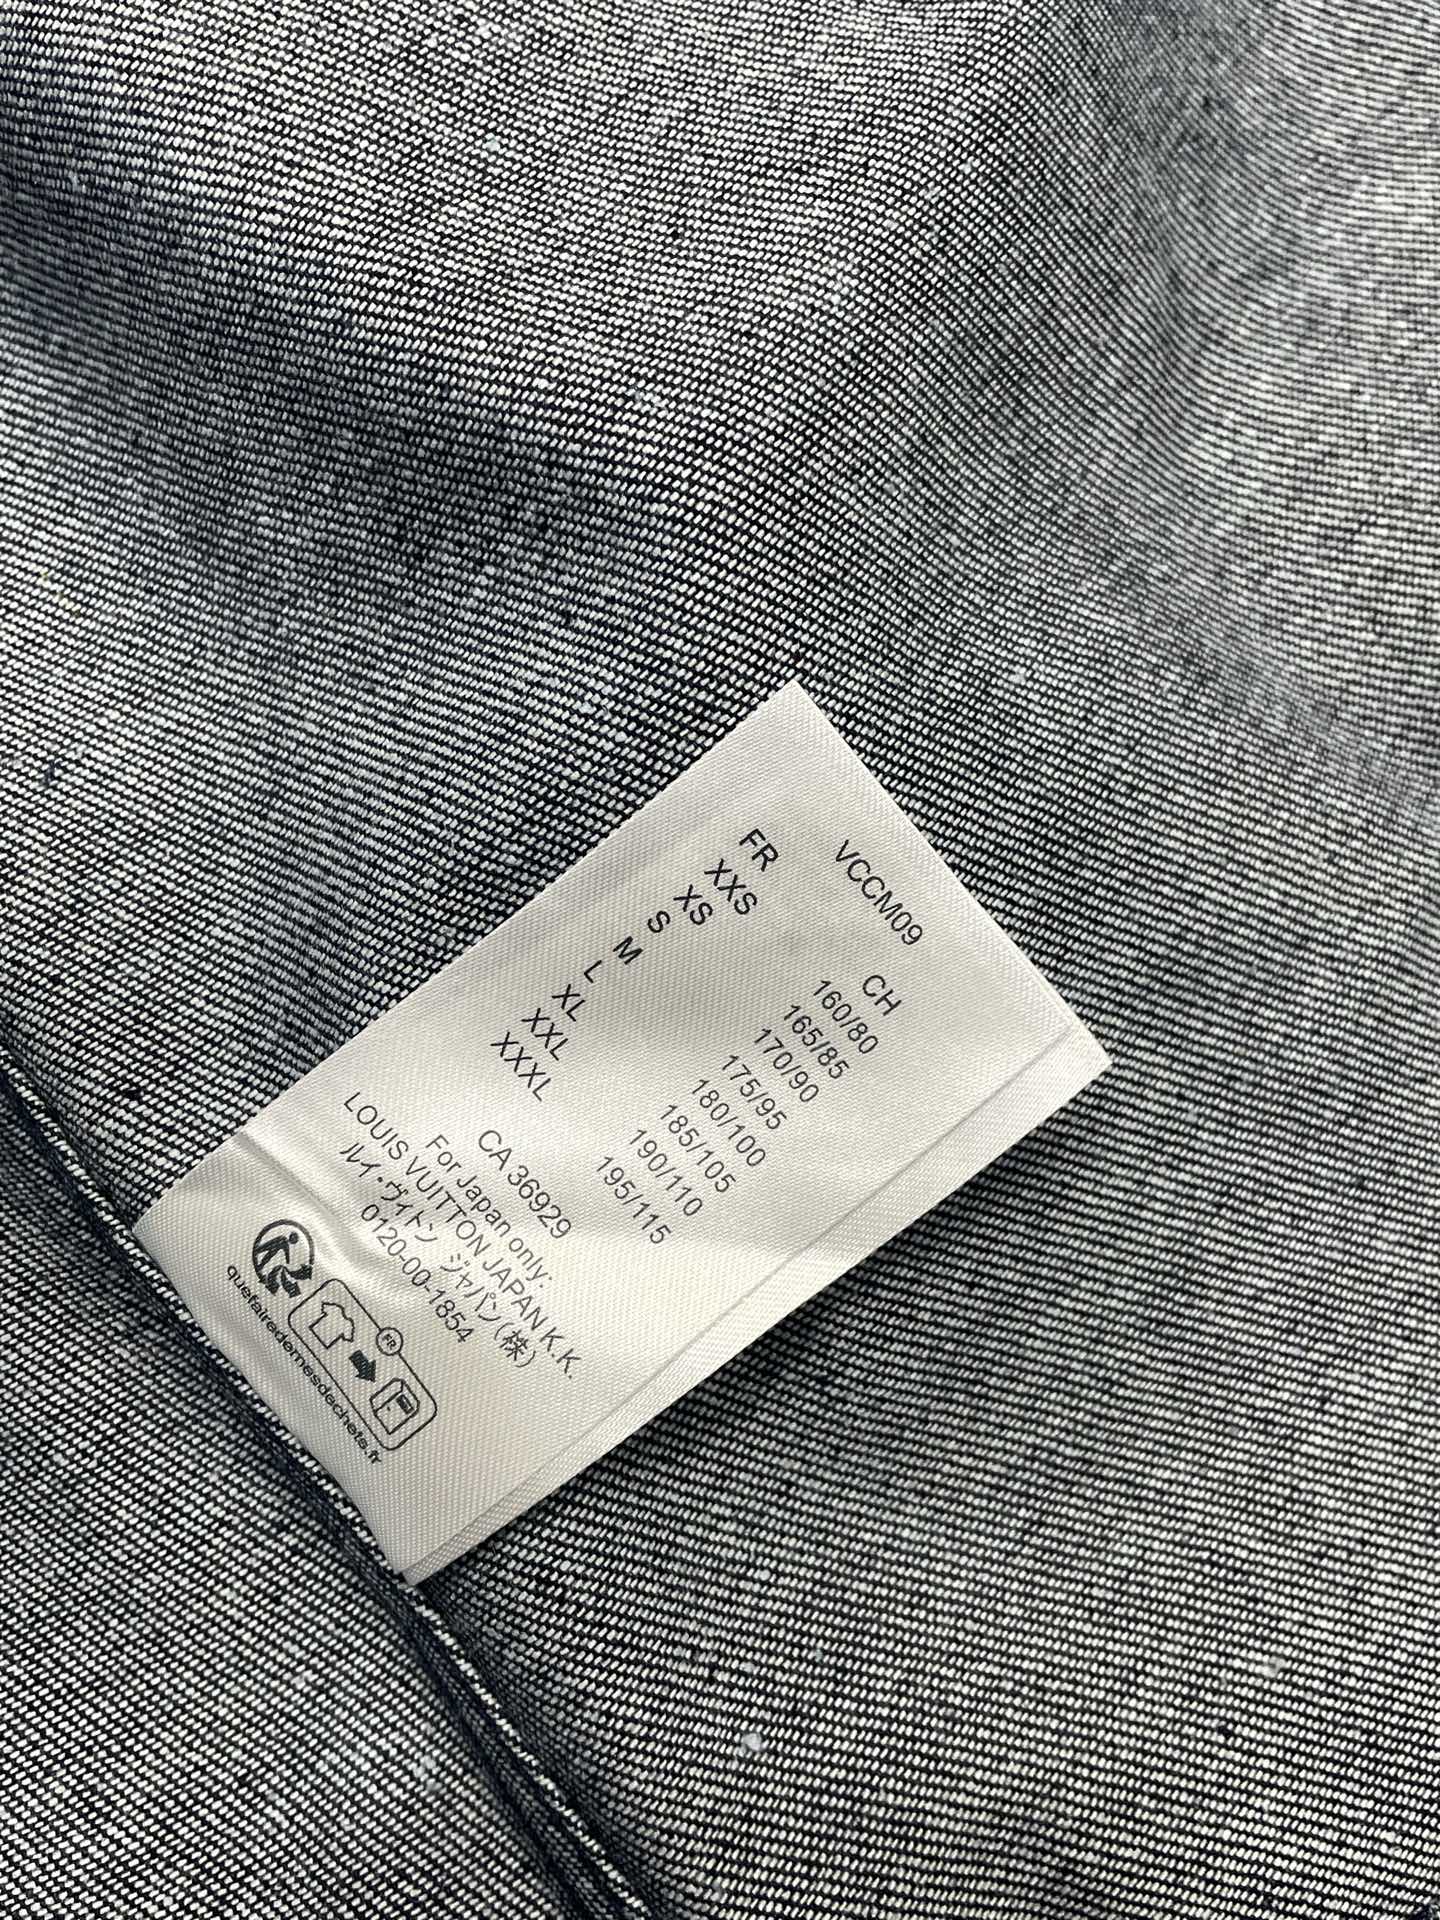 VCCM09
FR CH
XXS 160/80
XS 165/85
S 170/90
M 175/95
L 180/100
XL 185/105
XXL 190/110
XXXL 195/115
CA 36929
For Japan only:
LOUIS VUITTON JAPAN K.K.
ルイ・ヴィトン ジャパン(株)
0120-00-1854
FR
quefairedemesdechets.fr